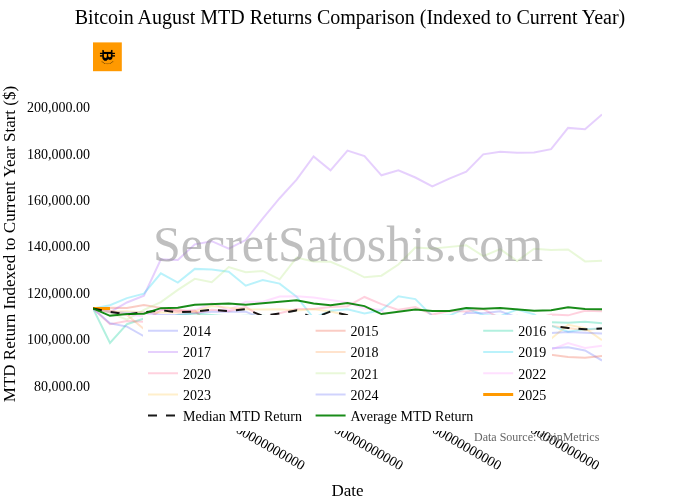 Bitcoin August MTD Returns Comparison (Indexed to Current Year)
MTD Return Indexed to Current Year Start ($)
200,000.00
180,000.00
160,000.00
140,000.00
120,000.00
100,000.00
80,000.00
SecretSatoshis.com
2014 2015 2016
2017 2018 2019
2020 2021 2022
2023 2024 2025
Median MTD Return Average MTD Return
Data Source: CoinMetrics
Date